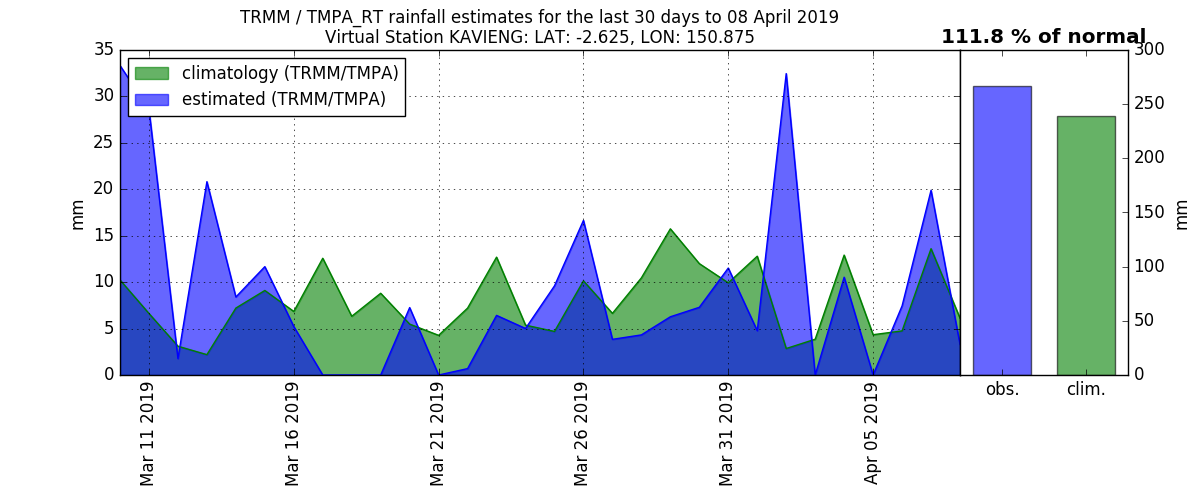 TRMM / TMPA_RT rainfall estimates for the last 30 days to 08 April 2019
Virtual Station KAVIENG: LAT: -2.625, LON: 150.875
111.8 % of normal
climatology (TRMM/TMPA)
estimated (TRMM/TMPA)
35
30
25
20
15
10
5
0
mm
Mar 11 2019
Mar 16 2019
Mar 21 2019
Mar 26 2019
Mar 31 2019
Apr 05 2019
obs.
clim.
300
250
200
150
100
50
0
mm